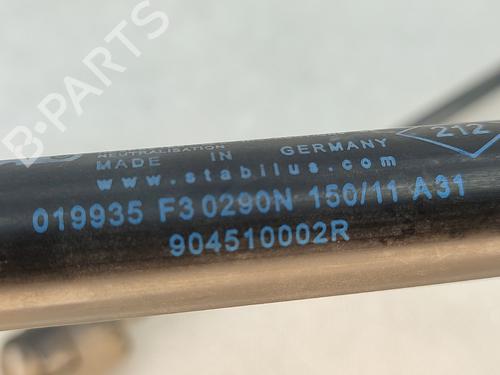 B-PARTS
NEUTRALISATION
MADE IN GERMANY
212
www.stabilus.com
019935 F3 0290N 150/11 A31
904510002R